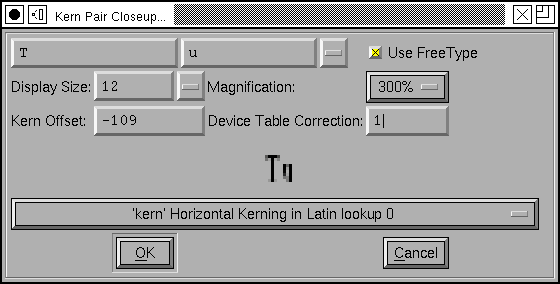 Kern Pair Closeup...
T u Use FreeType
Display Size: 12 Magnification: 300%
Kern Offset: -109 Device Table Correction: 1
Tu
'kern' Horizontal Kerning in Latin lookup 0
OK Cancel